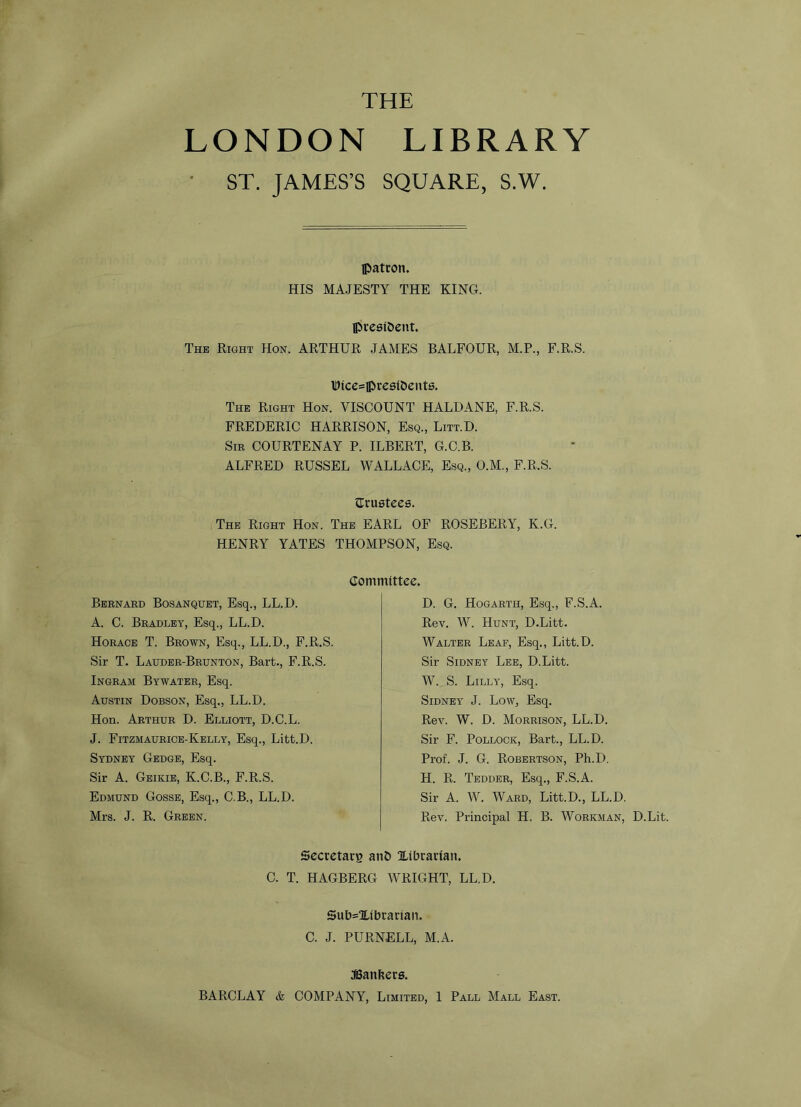 THE
LONDON LIBRARY
ST. JAMES'S SQUARE, S.W.
Patron.
HIS MAJESTY THE KING.
President.
The Right Hon. ARTHUR JAMES BALFOUR, M.P., F.R.S.
Vice=Presidents.
The Right Hon. VISCOUNT HALDANE, F.R.S.
FREDERIC HARRISON, Esq., Litt.D.
Sir COURTENAY P. ILBERT, G.C.B.
ALFRED RUSSEL WALLACE, Esq., O.M., F.R.S.
Trustees.
The Right Hon. The EARL OF ROSEBERY, K.G.
HENRY YATES THOMPSON, Esq.
Committee.
Bernard Bosanquet, Esq., LL.D.
A. C. Bradley, Esq., LL.D.
Horace T. Brown, Esq., LL.D., F.R.S.
Sir T. Lauder-Brunton, Bart., F.R.S.
Ingram Bywater, Esq.
Austin Dobson, Esq., LL.D.
Hon. Arthur D. Elliott, D.C.L.
J. Fitzmaurice-Kelly, Esq., Litt.D.
Sydney Gedge, Esq.
Sir A. Geikie, K.C.B., F.R.S.
Edmund Gosse, Esq., C.B., LL.D.
Mrs. J. R. Green.
D. G. Hogarth, Esq., F.S.A.
Rev. W. Hunt, D.Litt.
Walter Leaf, Esq., Litt.D.
Sir Sidney Lee, D.Litt.
W. S. Lilly, Esq.
Sidney J. Low, Esq.
Rev. W. D. Morrison, LL.D.
Sir F. Pollock, Bart., LL.D.
Prof. J. G. Robertson, Ph.D.
H. R. Tedder, Esq., F.S.A.
Sir A. W. Ward, Litt.D., LL.D.
Rev. Principal H. B. Workman, D.Lit.
Secretary and Librarian.
C. T. HAGBERG WRIGHT, LL.D.
Sub=Librarian.
C. J. PURNELL, M.A.
Bankers.
BARCLAY & COMPANY, Limited, 1 Pall Mall East.